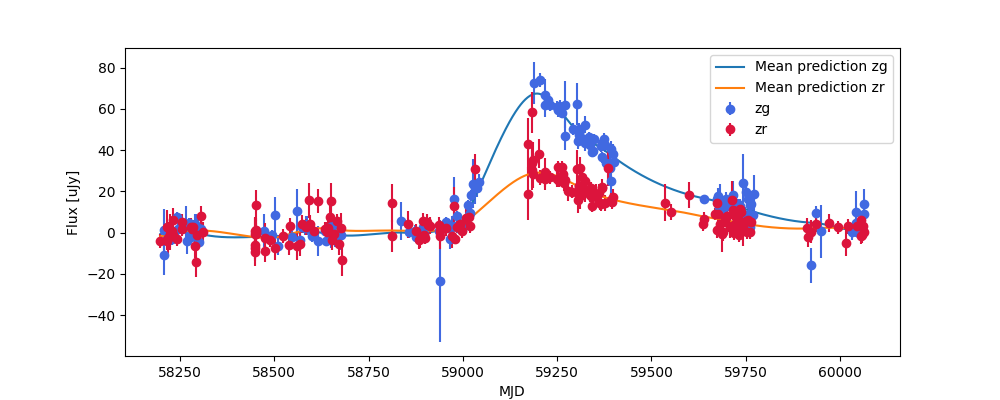 80
60
40
20
0
−20
−40
Flux [uJy]
58250
58500
58750
59000
59250
59500
59750
60000
MJD
Mean prediction zg
Mean prediction zr
zg
zr